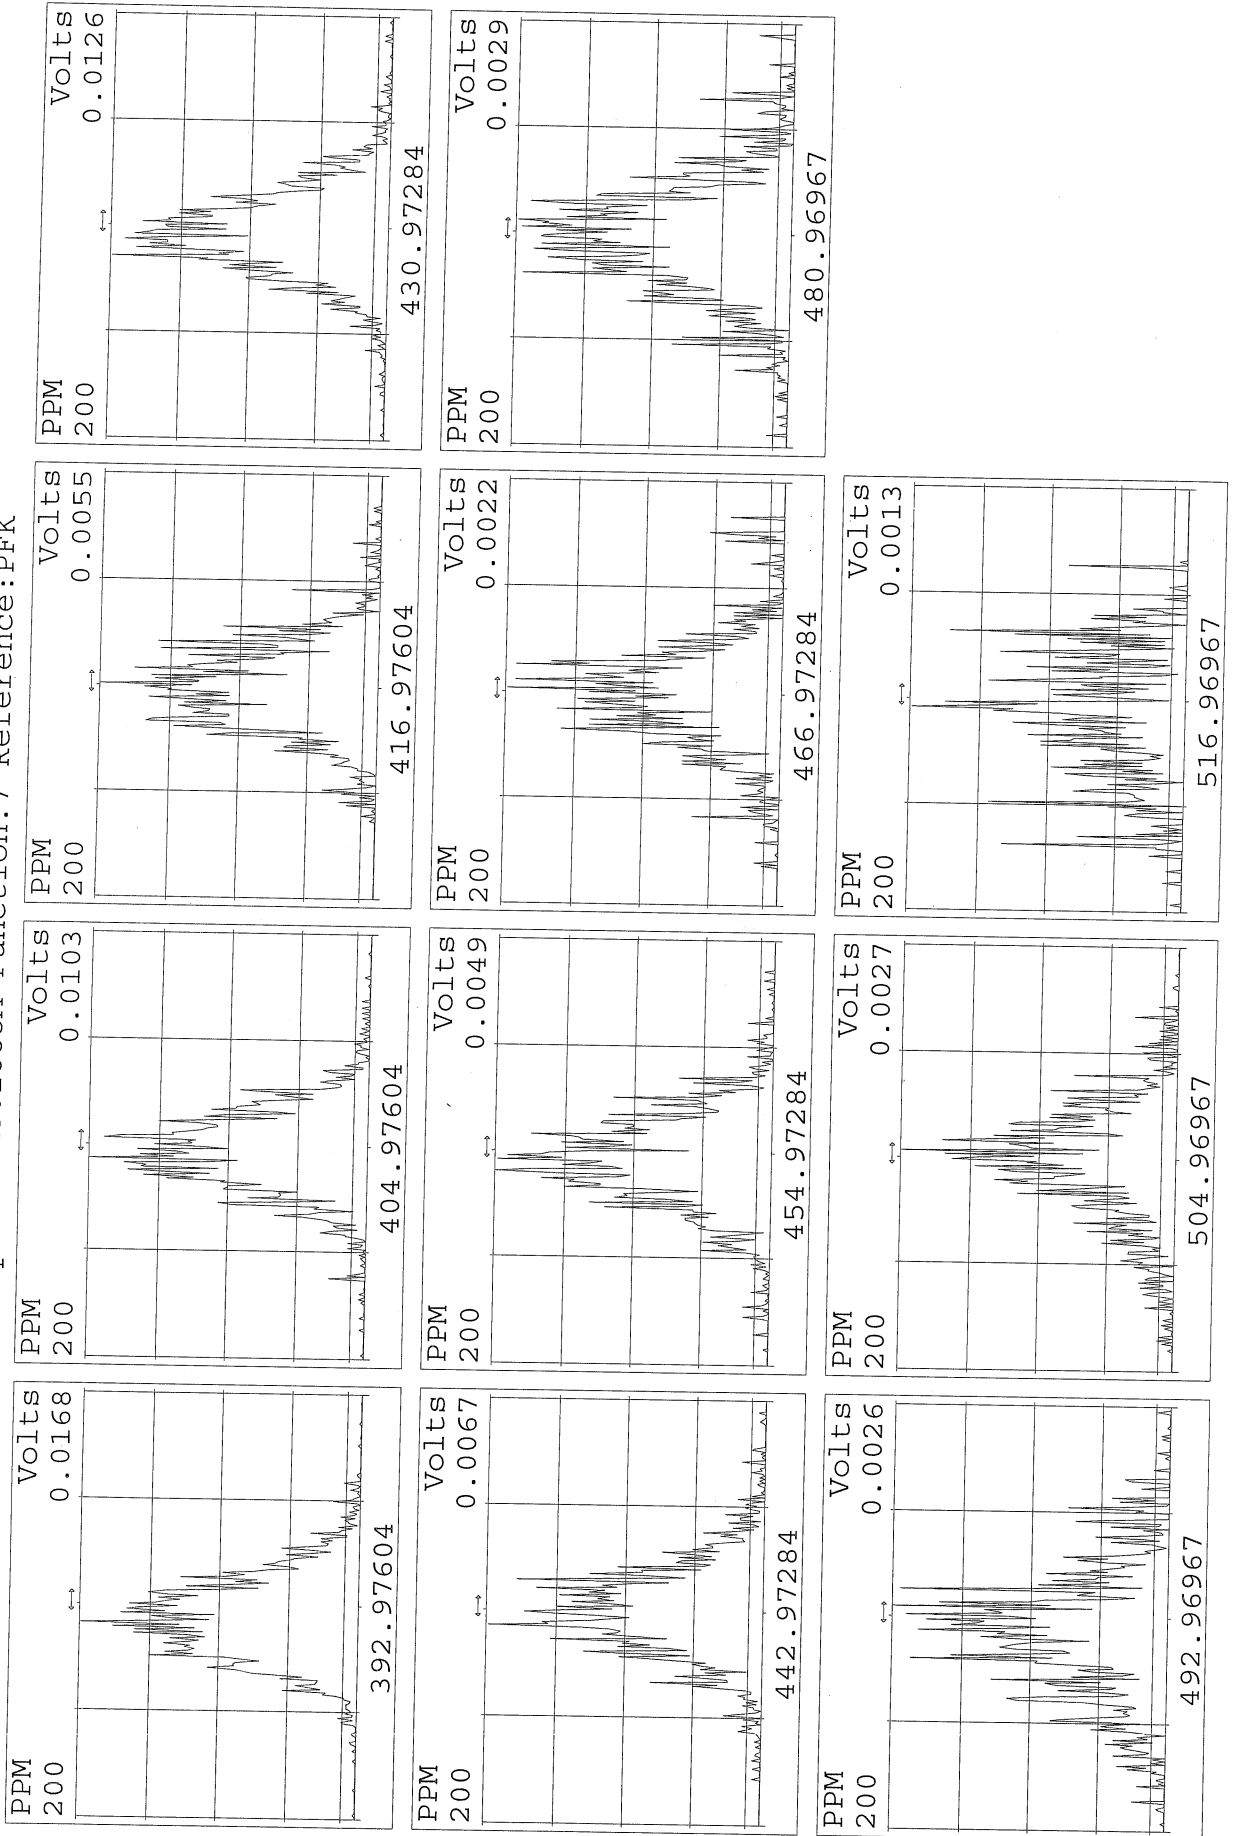 Function:7 Reference:PFK
PPM Volts
200 0.0168
392.97604
PPM Volts
200 0.0103
404.97604
PPM Volts
200 0.0055
416.97604
PPM Volts
200 0.0126
430.97284
PPM Volts
200 0.0067
442.97284
PPM Volts
200 0.0049
454.97284
PPM Volts
200 0.0022
466.97284
PPM Volts
200 0.0029
480.96967
PPM Volts
200 0.0026
492.96967
PPM Volts
200 0.0027
504.96967
PPM Volts
200 0.0013
516.96967